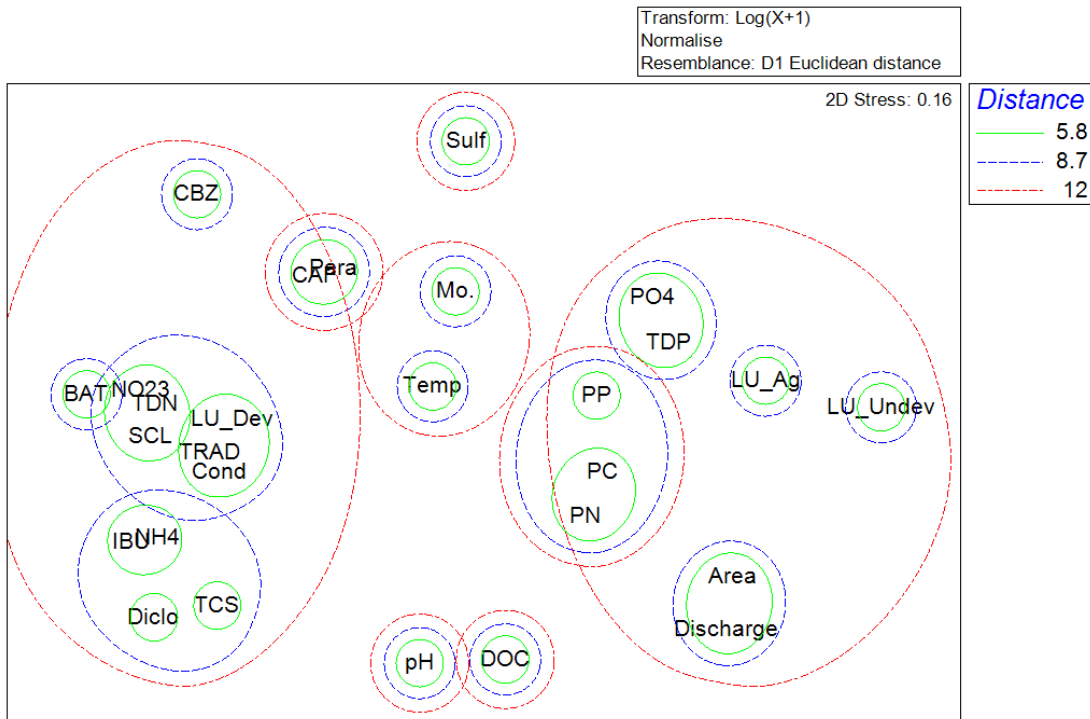 Transform: Log(X+1)
Normalise
Resemblance: D1 Euclidean distance
2D Stress: 0.16
Distance
5.8
8.7
12
Sulf
CBZ
Para
CAF
Mo.
PO4
TDP
LU_Ag
Temp
PP
BAT
NO23
TDN
LU_Undev
LU_Dev
SCL
TRAD
Cond
PC
PN
IBU
NH4
Area
Diclo
TCS
Discharge
pH
DOC